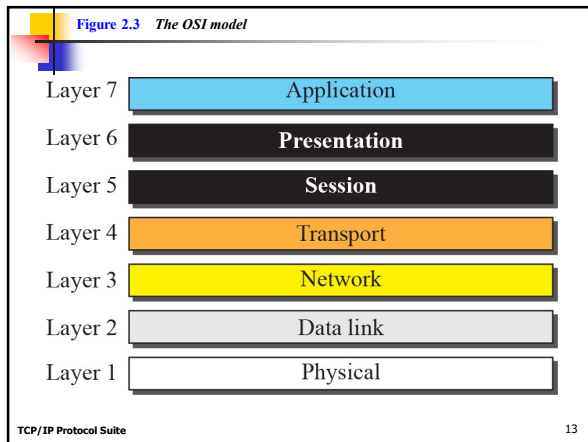 Figure 2.3 The OSI model
Layer 7 Application
Layer 6 Presentation
Layer 5 Session
Layer 4 Transport
Layer 3 Network
Layer 2 Data link
Layer 1 Physical
TCP/IP Protocol Suite 13